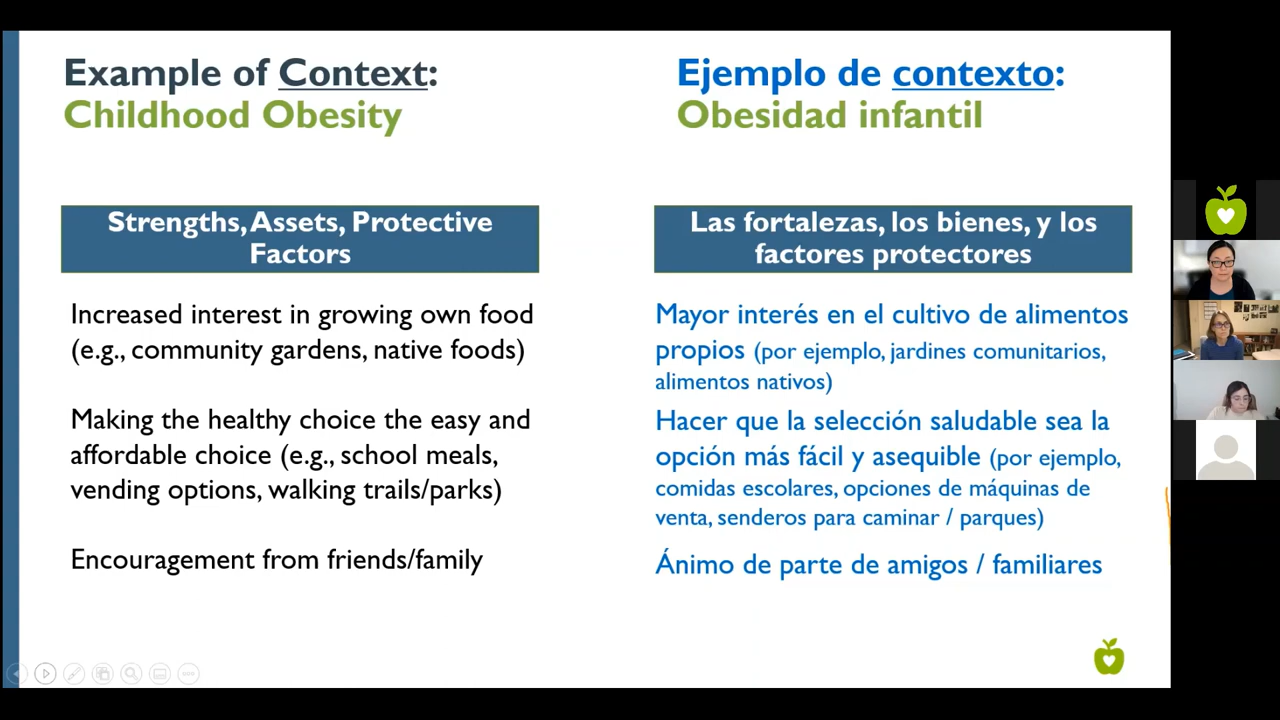 Example of Context:
Childhood Obesity
Strengths, Assets, Protective
Factors
Increased interest in growing own food
(e.g., community gardens, native foods)
Making the healthy choice the easy and
affordable choice (e.g., school meals,
vending options, walking trails/parks)
Encouragement from friends/family
Ejemplo de contexto:
Obesidad infantil
Las fortalezas, los bienes, y los
factores protectores
Mayor interés en el cultivo de alimentos
propios (por ejemplo, jardines comunitarios,
alimentos nativos)
Hacer que la selección saludable sea la
opción más fácil y asequible (por ejemplo,
comidas escolares, opciones de máquinas de
venta, senderos para caminar / parques)
Ánimo de parte de amigos / familiares